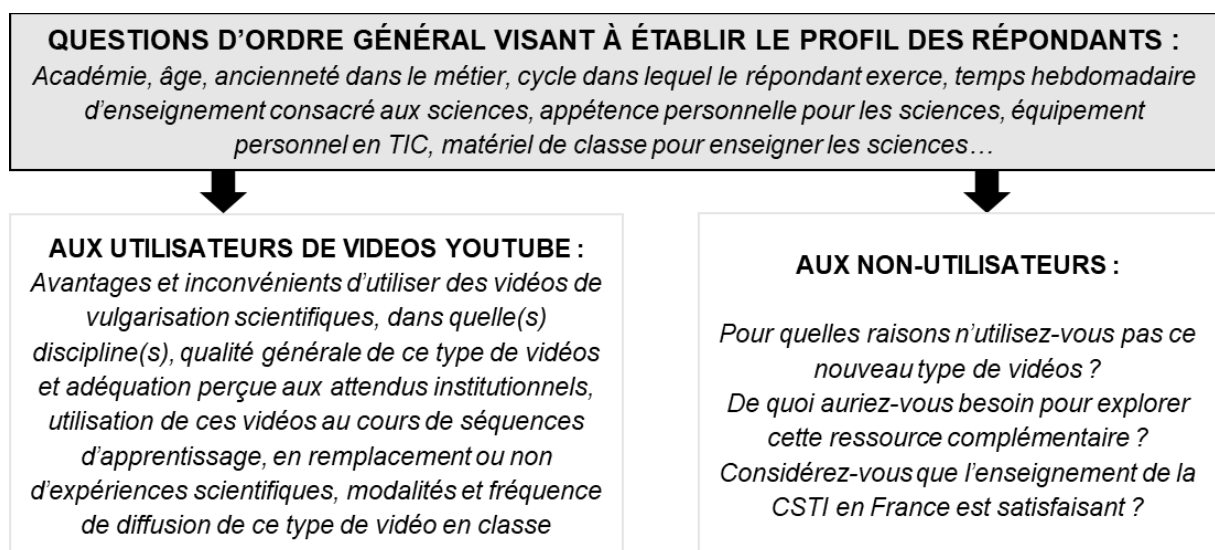 QUESTIONS D’ORDRE GÉNÉRAL VISANT À ÉTABLIR LE PROFIL DES RÉPONDANTS :
Académie, âge, ancienneté dans le métier, cycle dans lequel le répondant exerce, temps hebdomadaire
d’enseignement consacré aux sciences, appétence personnelle pour les sciences, équipement
personnel en TIC, matériel de classe pour enseigner les sciences…
AUX UTILISATEURS DE VIDEOS YOUTUBE :
Avantages et inconvénients d’utiliser des vidéos de
vulgarisation scientifiques, dans quelle(s)
discipline(s), qualité générale de ce type de vidéos
et adéquation perçue aux attendus institutionnels,
utilisation de ces vidéos au cours de séquences
d’apprentissage, en remplacement ou non
d’expériences scientifiques, modalités et fréquence
de diffusion de ce type de vidéo en classe
AUX NON-UTILISATEURS :
Pour quelles raisons n’utilisez-vous pas ce
nouveau type de vidéos ?
De quoi auriez-vous besoin pour explorer
cette ressource complémentaire ?
Considérez-vous que l’enseignement de la
CSTI en France est satisfaisant ?